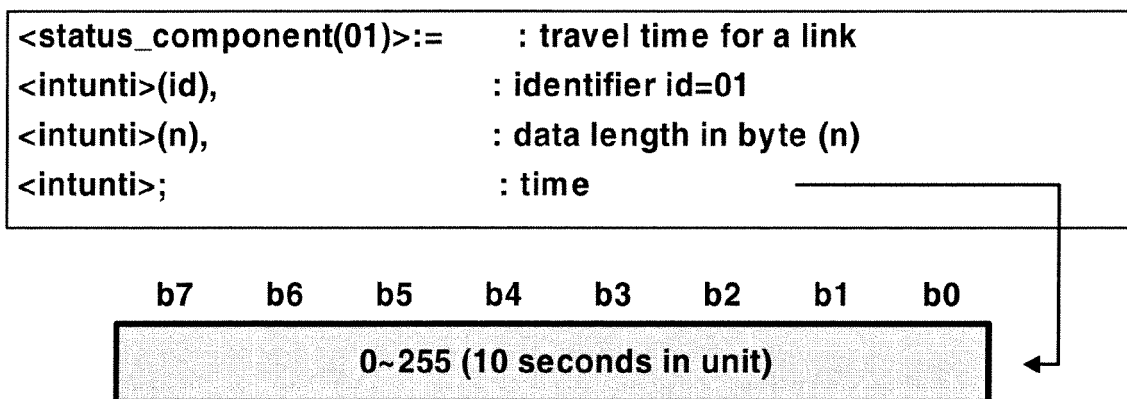 <status_component(01)>:= : travel time for a link
<intunti>(id), : identifier id=01
<intunti>(n), : data length in byte (n)
<intunti>; : time
b7 b6 b5 b4 b3 b2 b1 b0
0~255 (10 seconds in unit)